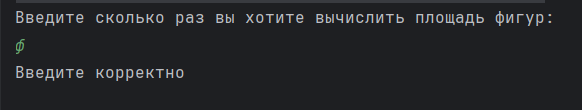 Введите сколько раз вы хотите вычислить площадь фигур:
ф
Введите корректно